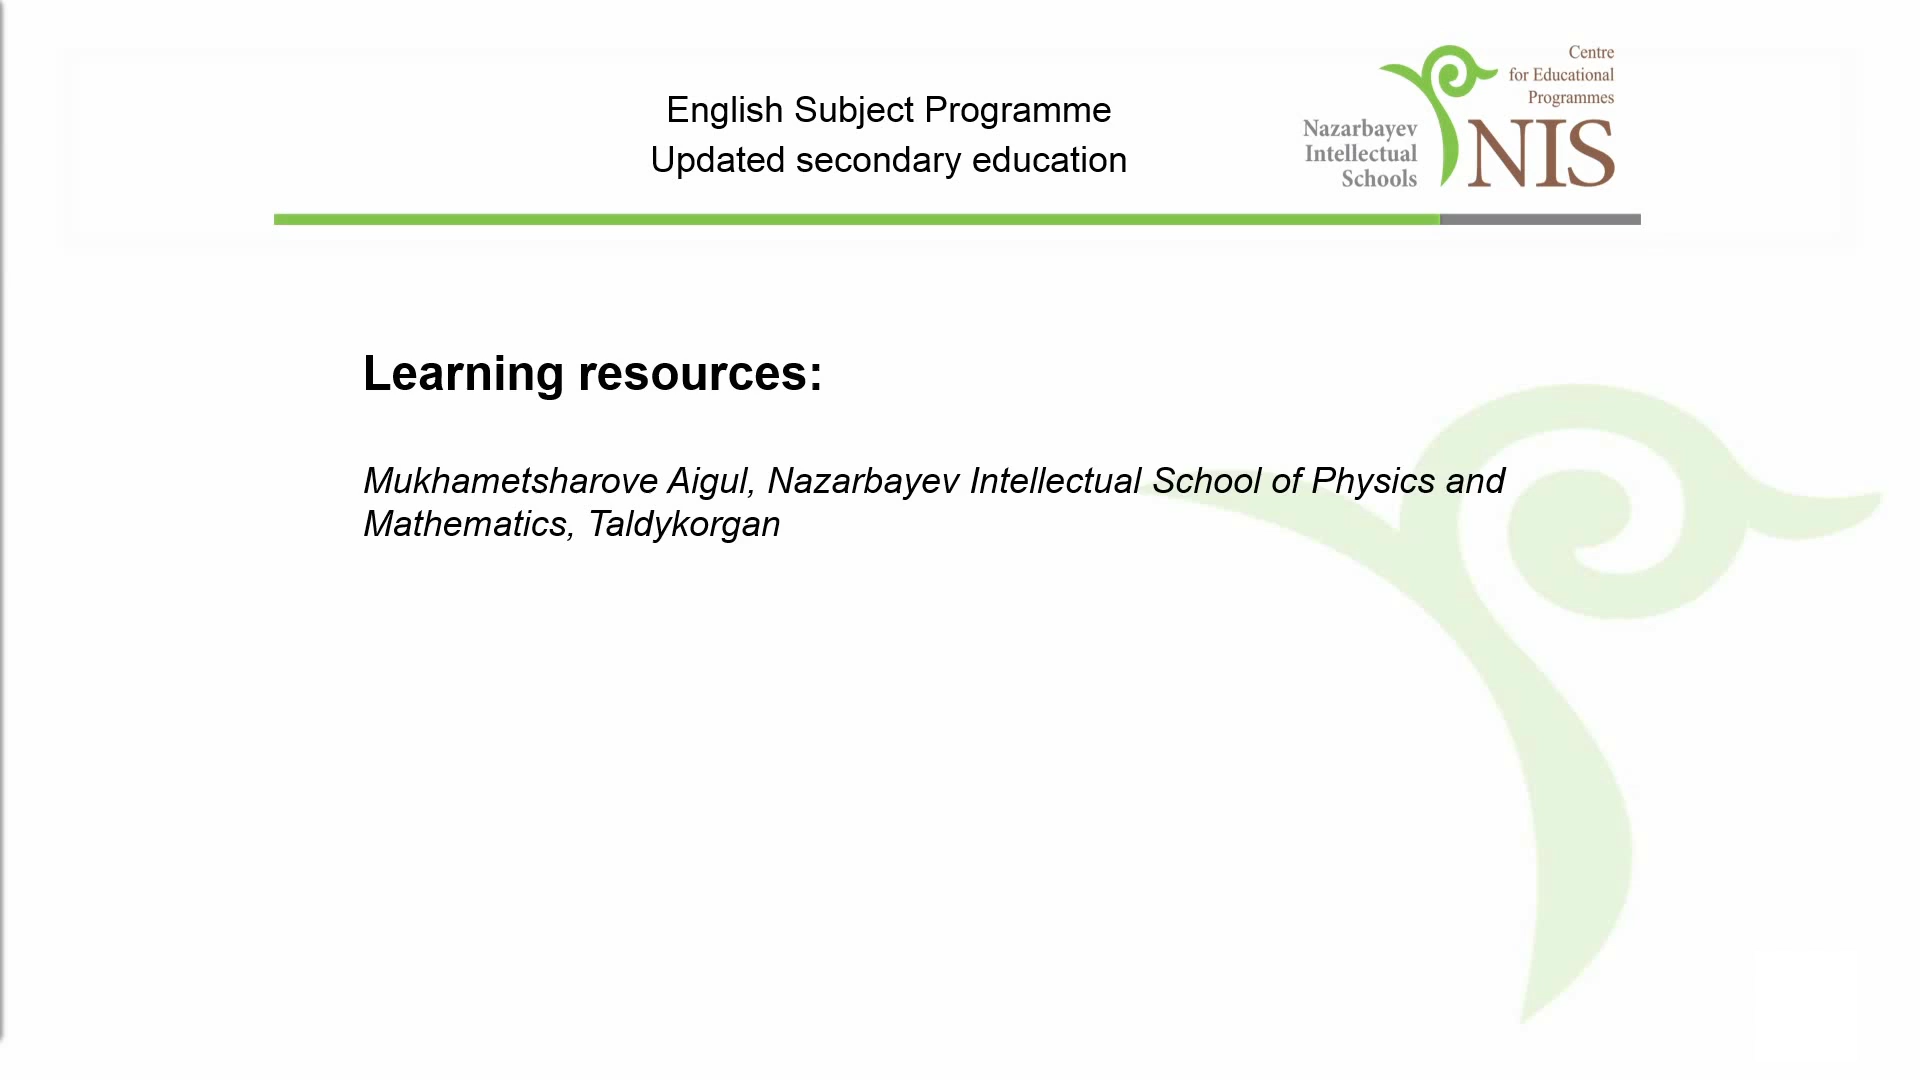 English Subject Programme
Updated secondary education
Centre
for Educational
Programmes
Nazarbayev
Intellectual
Schools
NIS
Learning resources:
Mukhametsharove Aigul, Nazarbayev Intellectual School of Physics and
Mathematics, Taldykorgan